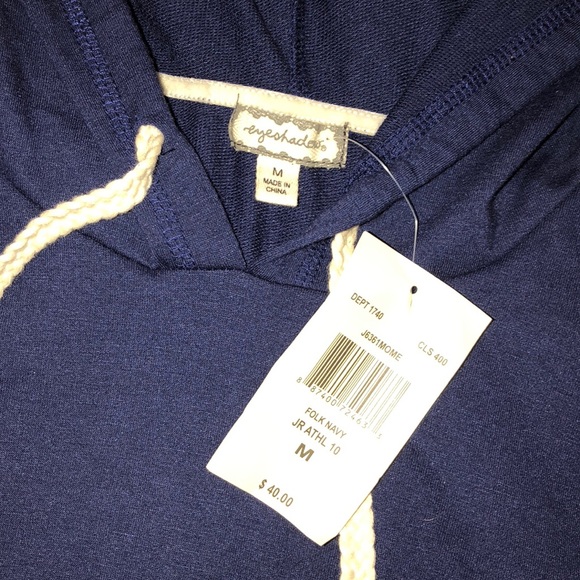 eyeshadow
M
MADE IN
CHINA
DEPT 1740
CLS 400
J6361MOME
FOLK NAVY
JR ATHL 10
M
$ 40.00